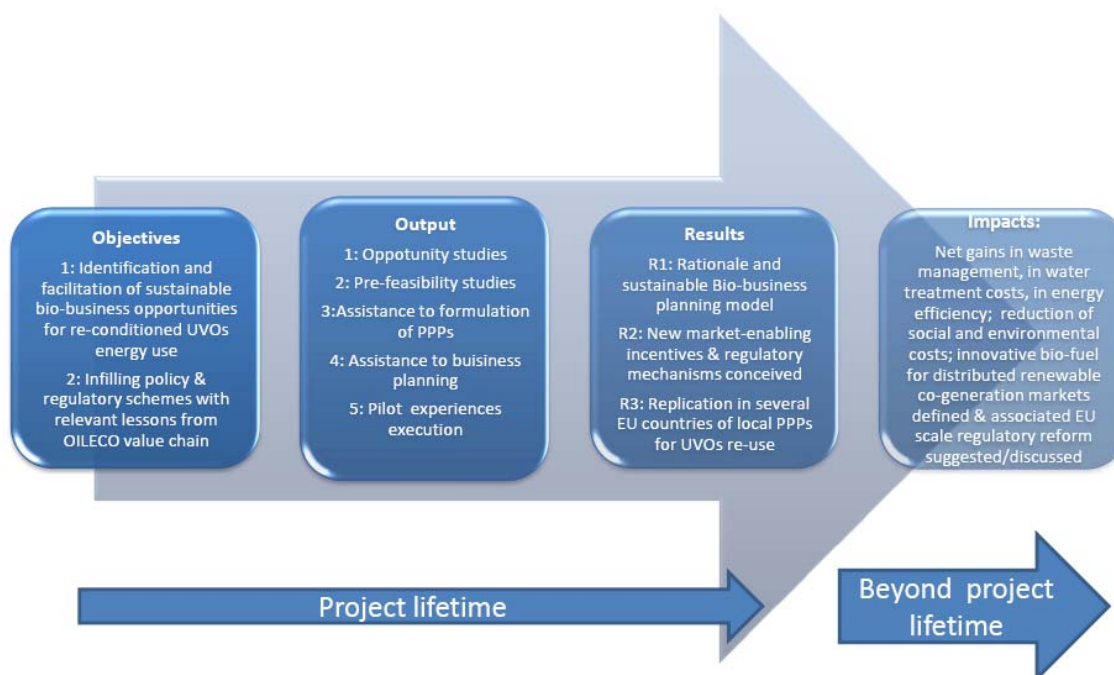 Objectives
1: Identification and
facilitation of sustainable
bio-business opportunities
for re-conditioned UVOs
energy use
2: Infilling policy &
regulatory schemes with
relevant lessons from
OILECO value chain
Output
1: Oppotunity studies
2: Pre-feasibility studies
3:Assistance to formulation
of PPPs
4: Assistance to buisiness
planning
5: Pilot experiences
execution
Results
R1: Rationale and
sustainable Bio-business
planning model
R2: New market-enabling
incentives & regulatory
mechanisms conceived
R3: Replication in several
EU countries of local PPPs
for UVOs re-use
Impacts:
Net gains in waste
management, in water
treatment costs, in energy
efficiency; reduction of
social and environmental
costs; innovative bio-fuel
for distributed renewable
co-generation markets
defined & associated EU
scale regulatory reform
suggested/discussed
Project lifetime
Beyond project
lifetime